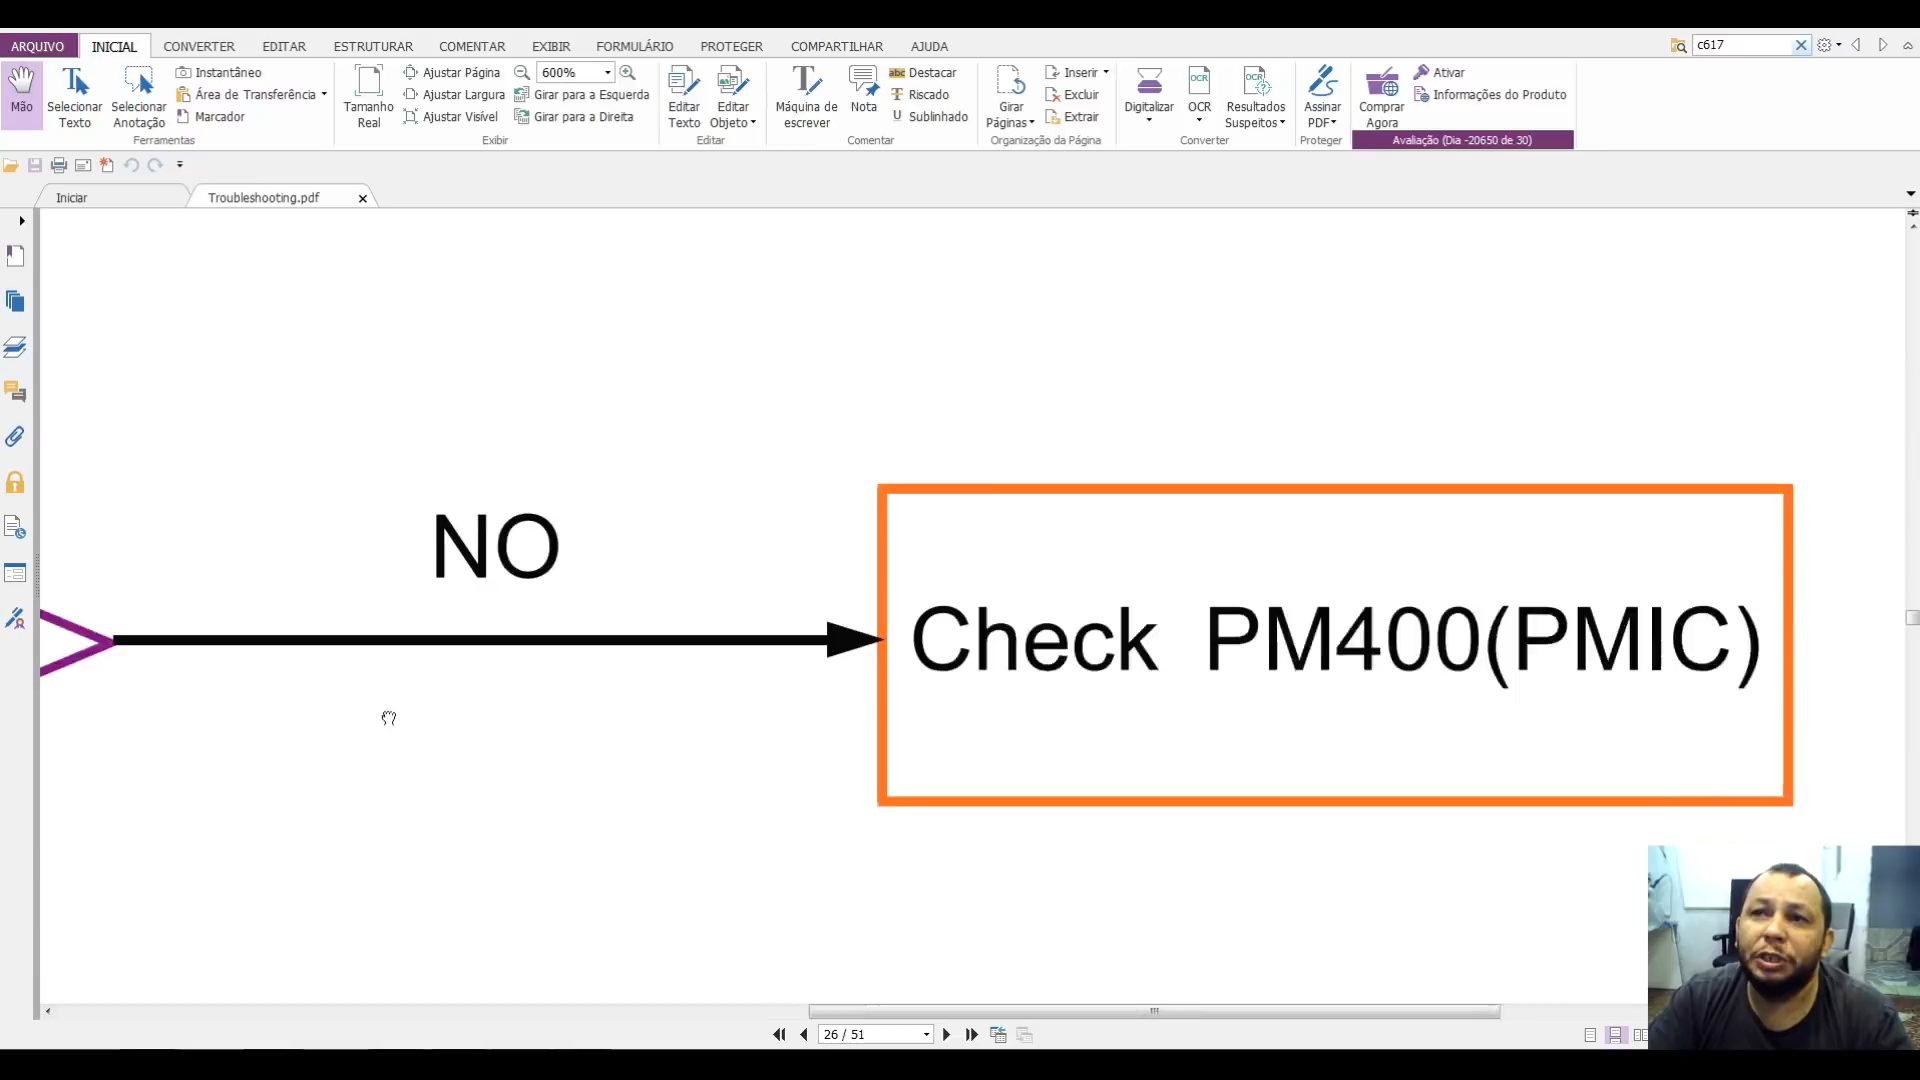 ARQUIVO INICIAL CONVERTER EDITAR ESTRUTURAR COMENTAR EXIBIR FORMULÁRIO PROTEGER COMPARTILHAR AJUDA c617
Mão
Selecionar Texto
Selecionar Anotação
Instantâneo
Área de Transferência
Marcador
Ferramentas
Tamanho Real
Ajustar Página
Ajustar Largura
Ajustar Visível
600%
Girar para a Esquerda
Girar para a Direita
Exibir
Editar Texto
Editar Objeto
Editar
Máquina de escrever
Nota
Destacar
Riscado
Sublinhado
Comentar
Girar Páginas
Inserir
Excluir
Extrair
Organização da Página
Digitalizar
OCR
Resultados Suspeitos
Converter
Assinar PDF
Proteger
Comprar Agora
Ativar
Informações do Produto
Avaliação (Dia -20650 de 30)
Iniciar
Troubleshooting.pdf
NO
Check PM400(PMIC)
26 / 51